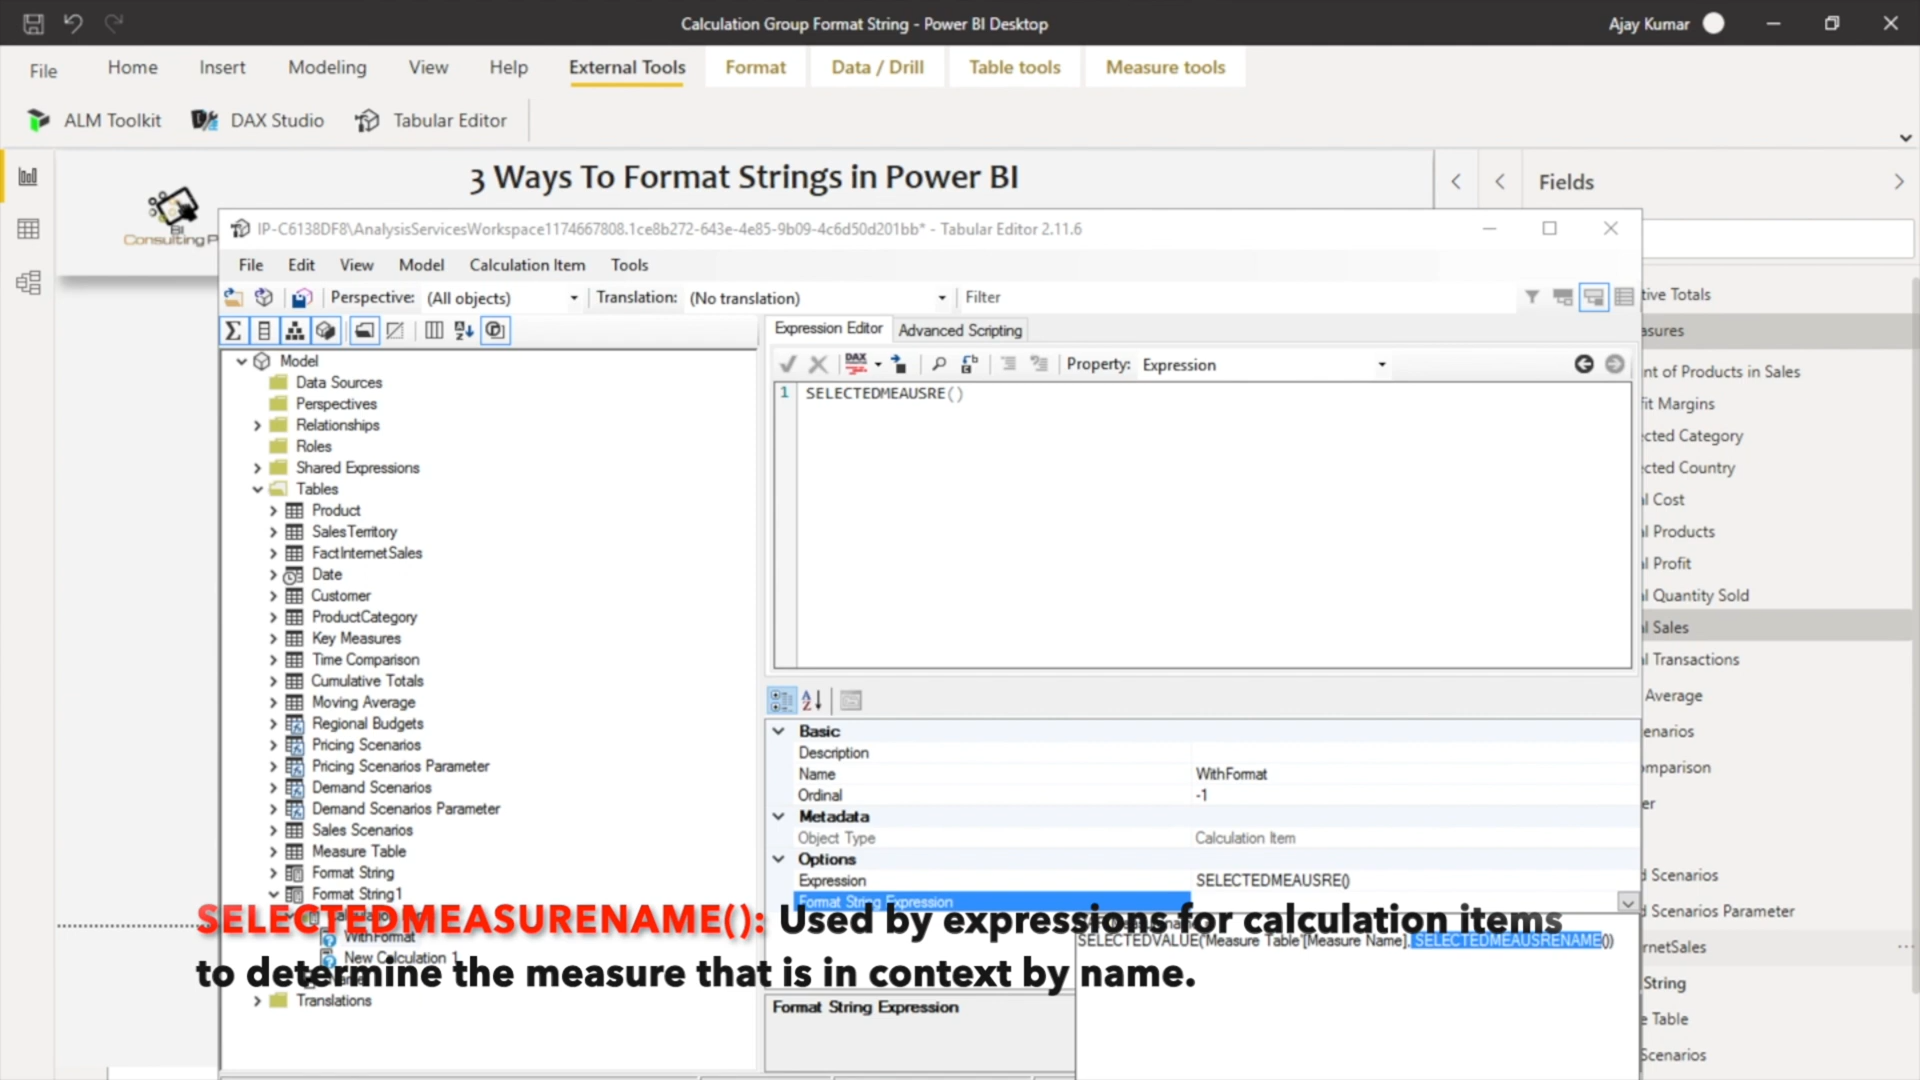 Calculation Group Format String - Power BI Desktop
Ajay Kumar
File Home Insert Modeling View Help External Tools Format Data / Drill Table tools Measure tools
ALM Toolkit DAX Studio Tabular Editor
3 Ways To Format Strings in Power BI
Fields
BI
Consulting P
IP-C6138DF8\AnalysisServicesWorkspace1174667808.1ce8b272-643e-4e85-9b09-4c6d50d201bb* - Tabular Editor 2.11.6
File Edit View Model Calculation Item Tools
Perspective: (All objects) Translation: (No translation) Filter
Expression Editor Advanced Scripting
DAX Property: Expression
1 SELECTEDMEAUSRE()
Model
Data Sources
Perspectives
Relationships
Roles
Shared Expressions
Tables
Product
SalesTerritory
FactInternetSales
Date
Customer
ProductCategory
Key Measures
Time Comparison
Cumulative Totals
Moving Average
Regional Budgets
Pricing Scenarios
Pricing Scenarios Parameter
Demand Scenarios
Demand Scenarios Parameter
Sales Scenarios
Measure Table
Format String
Format String1
WithFormat
New Calculation 1
Translations
Basic
Description
Name WithFormat
Ordinal -1
Metadata
Object Type Calculation Item
Options
Expression SELECTEDMEAUSRE()
Format String Expression
SELECTEDVALUE('Measure Table'[Measure Name], SELECTEDMEAUSRENAME())
Format String Expression
SELECTEDMEASURENAME(): Used by expressions for calculation items
to determine the measure that is in context by name.
tive Totals
asures
nt of Products in Sales
fit Margins
cted Category
cted Country
l Cost
l Products
l Profit
l Quantity Sold
l Sales
l Transactions
Average
enarios
mparison
er
d Scenarios
d Scenarios Parameter
rnetSales
String
e Table
Scenarios